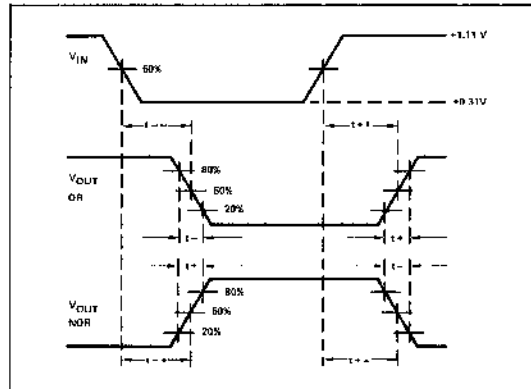 +1.11 V
VIN
50%
+0.31V
t - -
t + +
VOUT
OR
80%
50%
20%
t -
t +
t +
t -
VOUT
NOR
80%
50%
20%
t - +